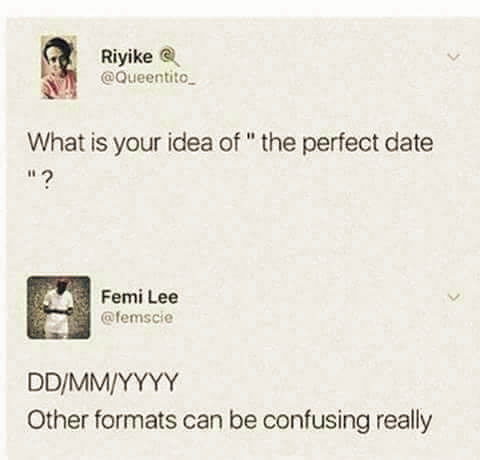 Riyike
@Queentito_
What is your idea of " the perfect date
" ?
Femi Lee
@femscie
DD/MM/YYYY
Other formats can be confusing really